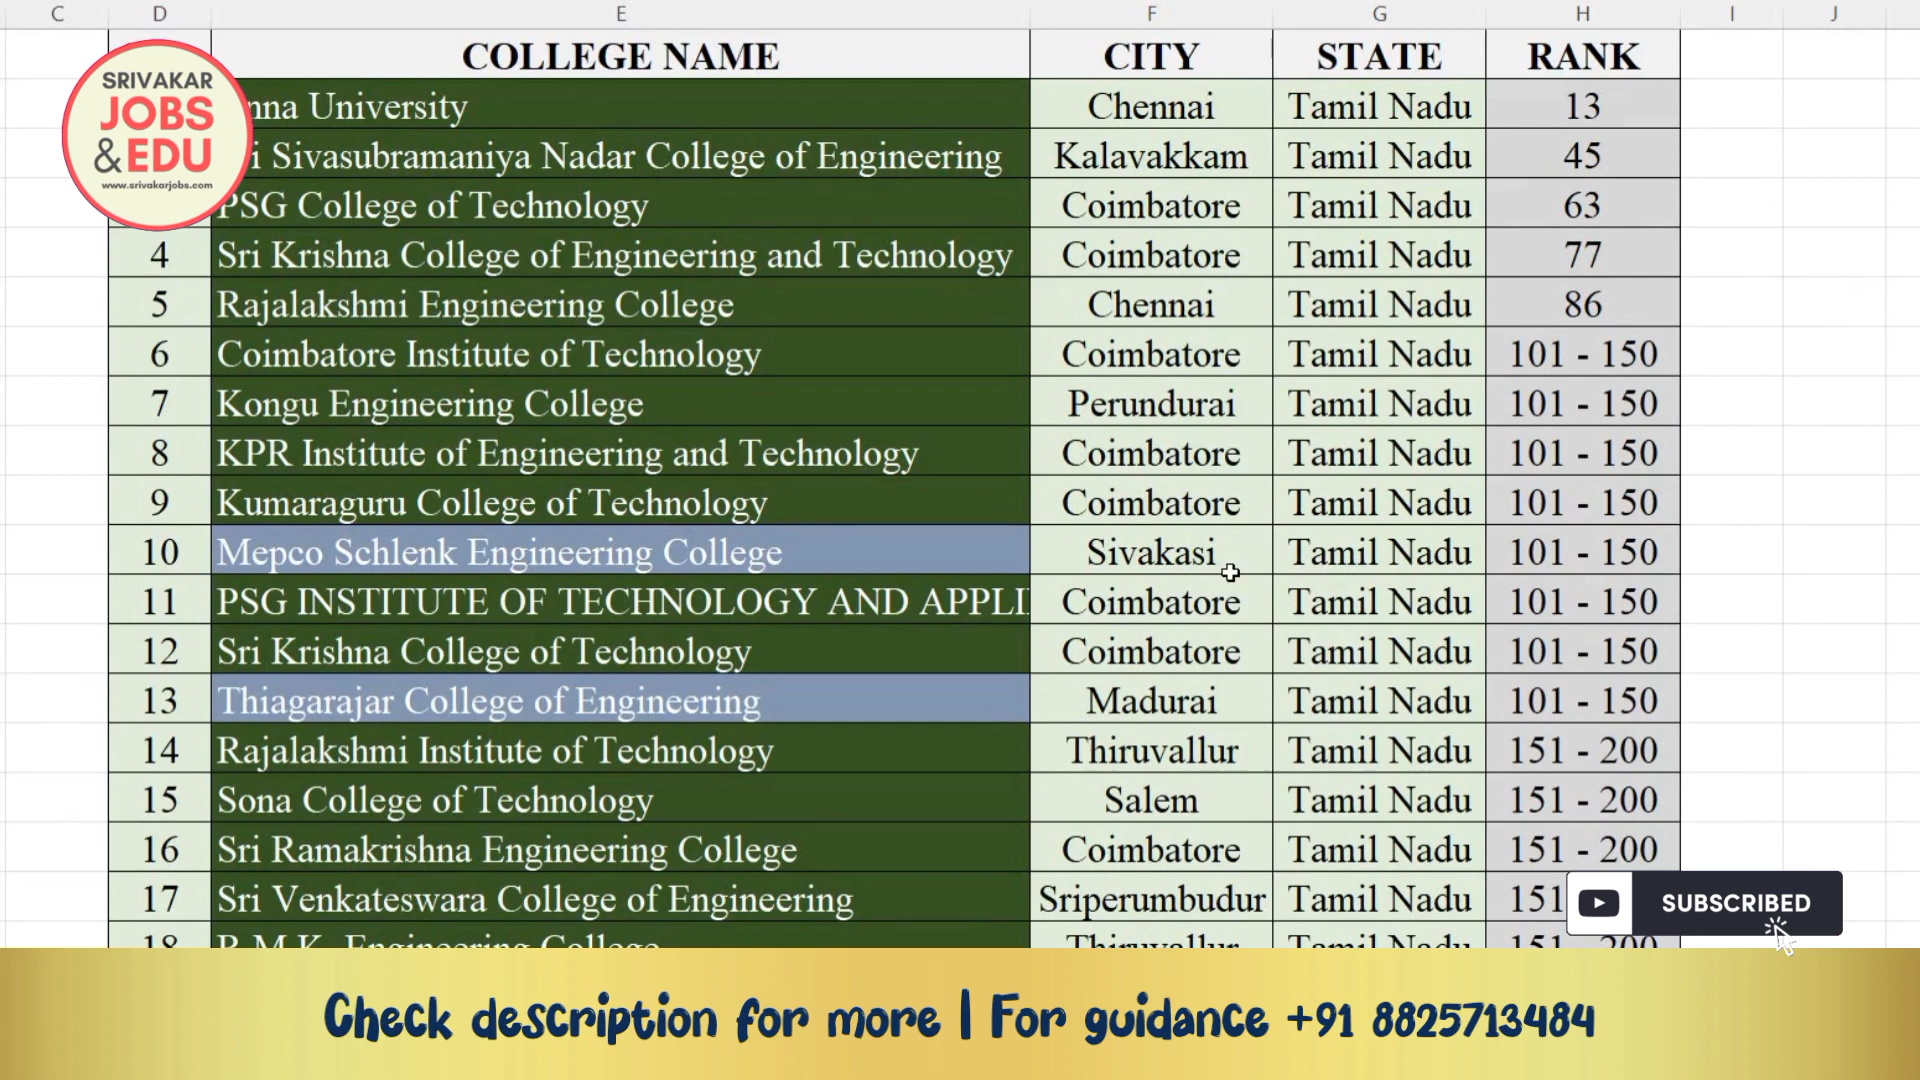 C D E F G H I J
COLLEGE NAME CITY STATE RANK
SRIVAKAR
JOBS
&EDU
www.srivakarjobs.com
nna University Chennai Tamil Nadu 13
i Sivasubramaniya Nadar College of Engineering Kalavakkam Tamil Nadu 45
PSG College of Technology Coimbatore Tamil Nadu 63
4 Sri Krishna College of Engineering and Technology Coimbatore Tamil Nadu 77
5 Rajalakshmi Engineering College Chennai Tamil Nadu 86
6 Coimbatore Institute of Technology Coimbatore Tamil Nadu 101 - 150
7 Kongu Engineering College Perundurai Tamil Nadu 101 - 150
8 KPR Institute of Engineering and Technology Coimbatore Tamil Nadu 101 - 150
9 Kumaraguru College of Technology Coimbatore Tamil Nadu 101 - 150
10 Mepco Schlenk Engineering College Sivakasi Tamil Nadu 101 - 150
11 PSG INSTITUTE OF TECHNOLOGY AND APPLI Coimbatore Tamil Nadu 101 - 150
12 Sri Krishna College of Technology Coimbatore Tamil Nadu 101 - 150
13 Thiagarajar College of Engineering Madurai Tamil Nadu 101 - 150
14 Rajalakshmi Institute of Technology Thiruvallur Tamil Nadu 151 - 200
15 Sona College of Technology Salem Tamil Nadu 151 - 200
16 Sri Ramakrishna Engineering College Coimbatore Tamil Nadu 151 - 200
17 Sri Venkateswara College of Engineering Sriperumbudur Tamil Nadu 151
SUBSCRIBED
18 R.M.K. Engineering College Thiruvallur Tamil Nadu 151 - 200
Check description for more | For guidance +91 8825713484